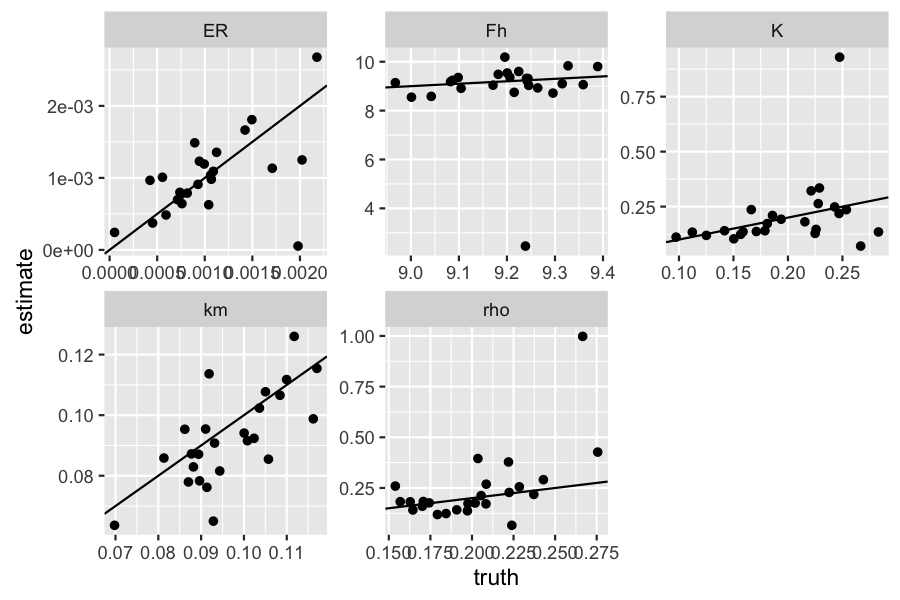 ER
Fh
K
2e-03
1e-03
0e+00
10
8
6
4
0.75
0.50
0.25
0.0000 0.0005 0.0010 0.0015 0.0020
9.0 9.1 9.2 9.3 9.4
0.10 0.15 0.20 0.25
estimate
km
rho
0.12
0.10
0.08
1.00
0.75
0.50
0.25
0.07 0.08 0.09 0.10 0.11
0.150 0.175 0.200 0.225 0.250 0.275
truth